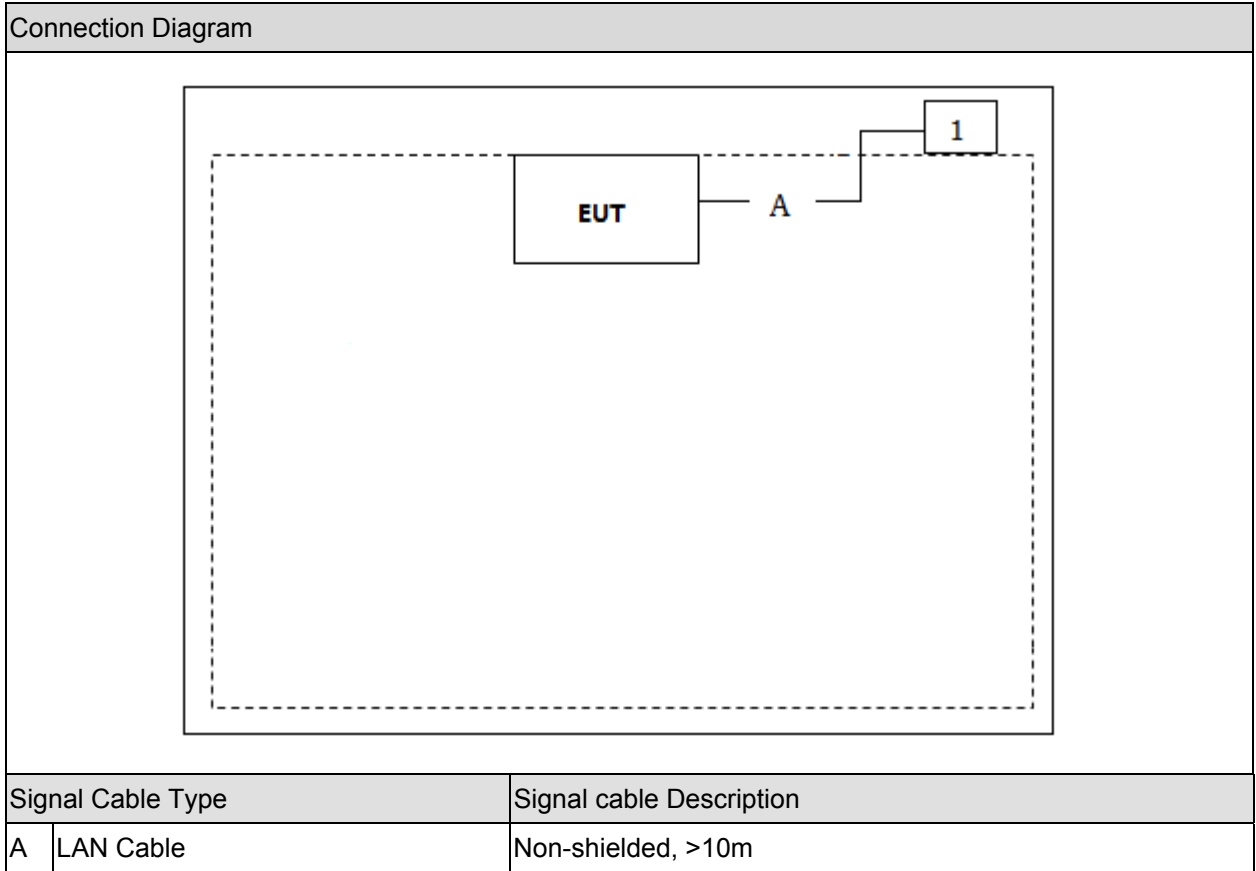 Connection Diagram
1
EUT
A
Signal Cable Type Signal cable Description
A LAN Cable Non-shielded, >10m